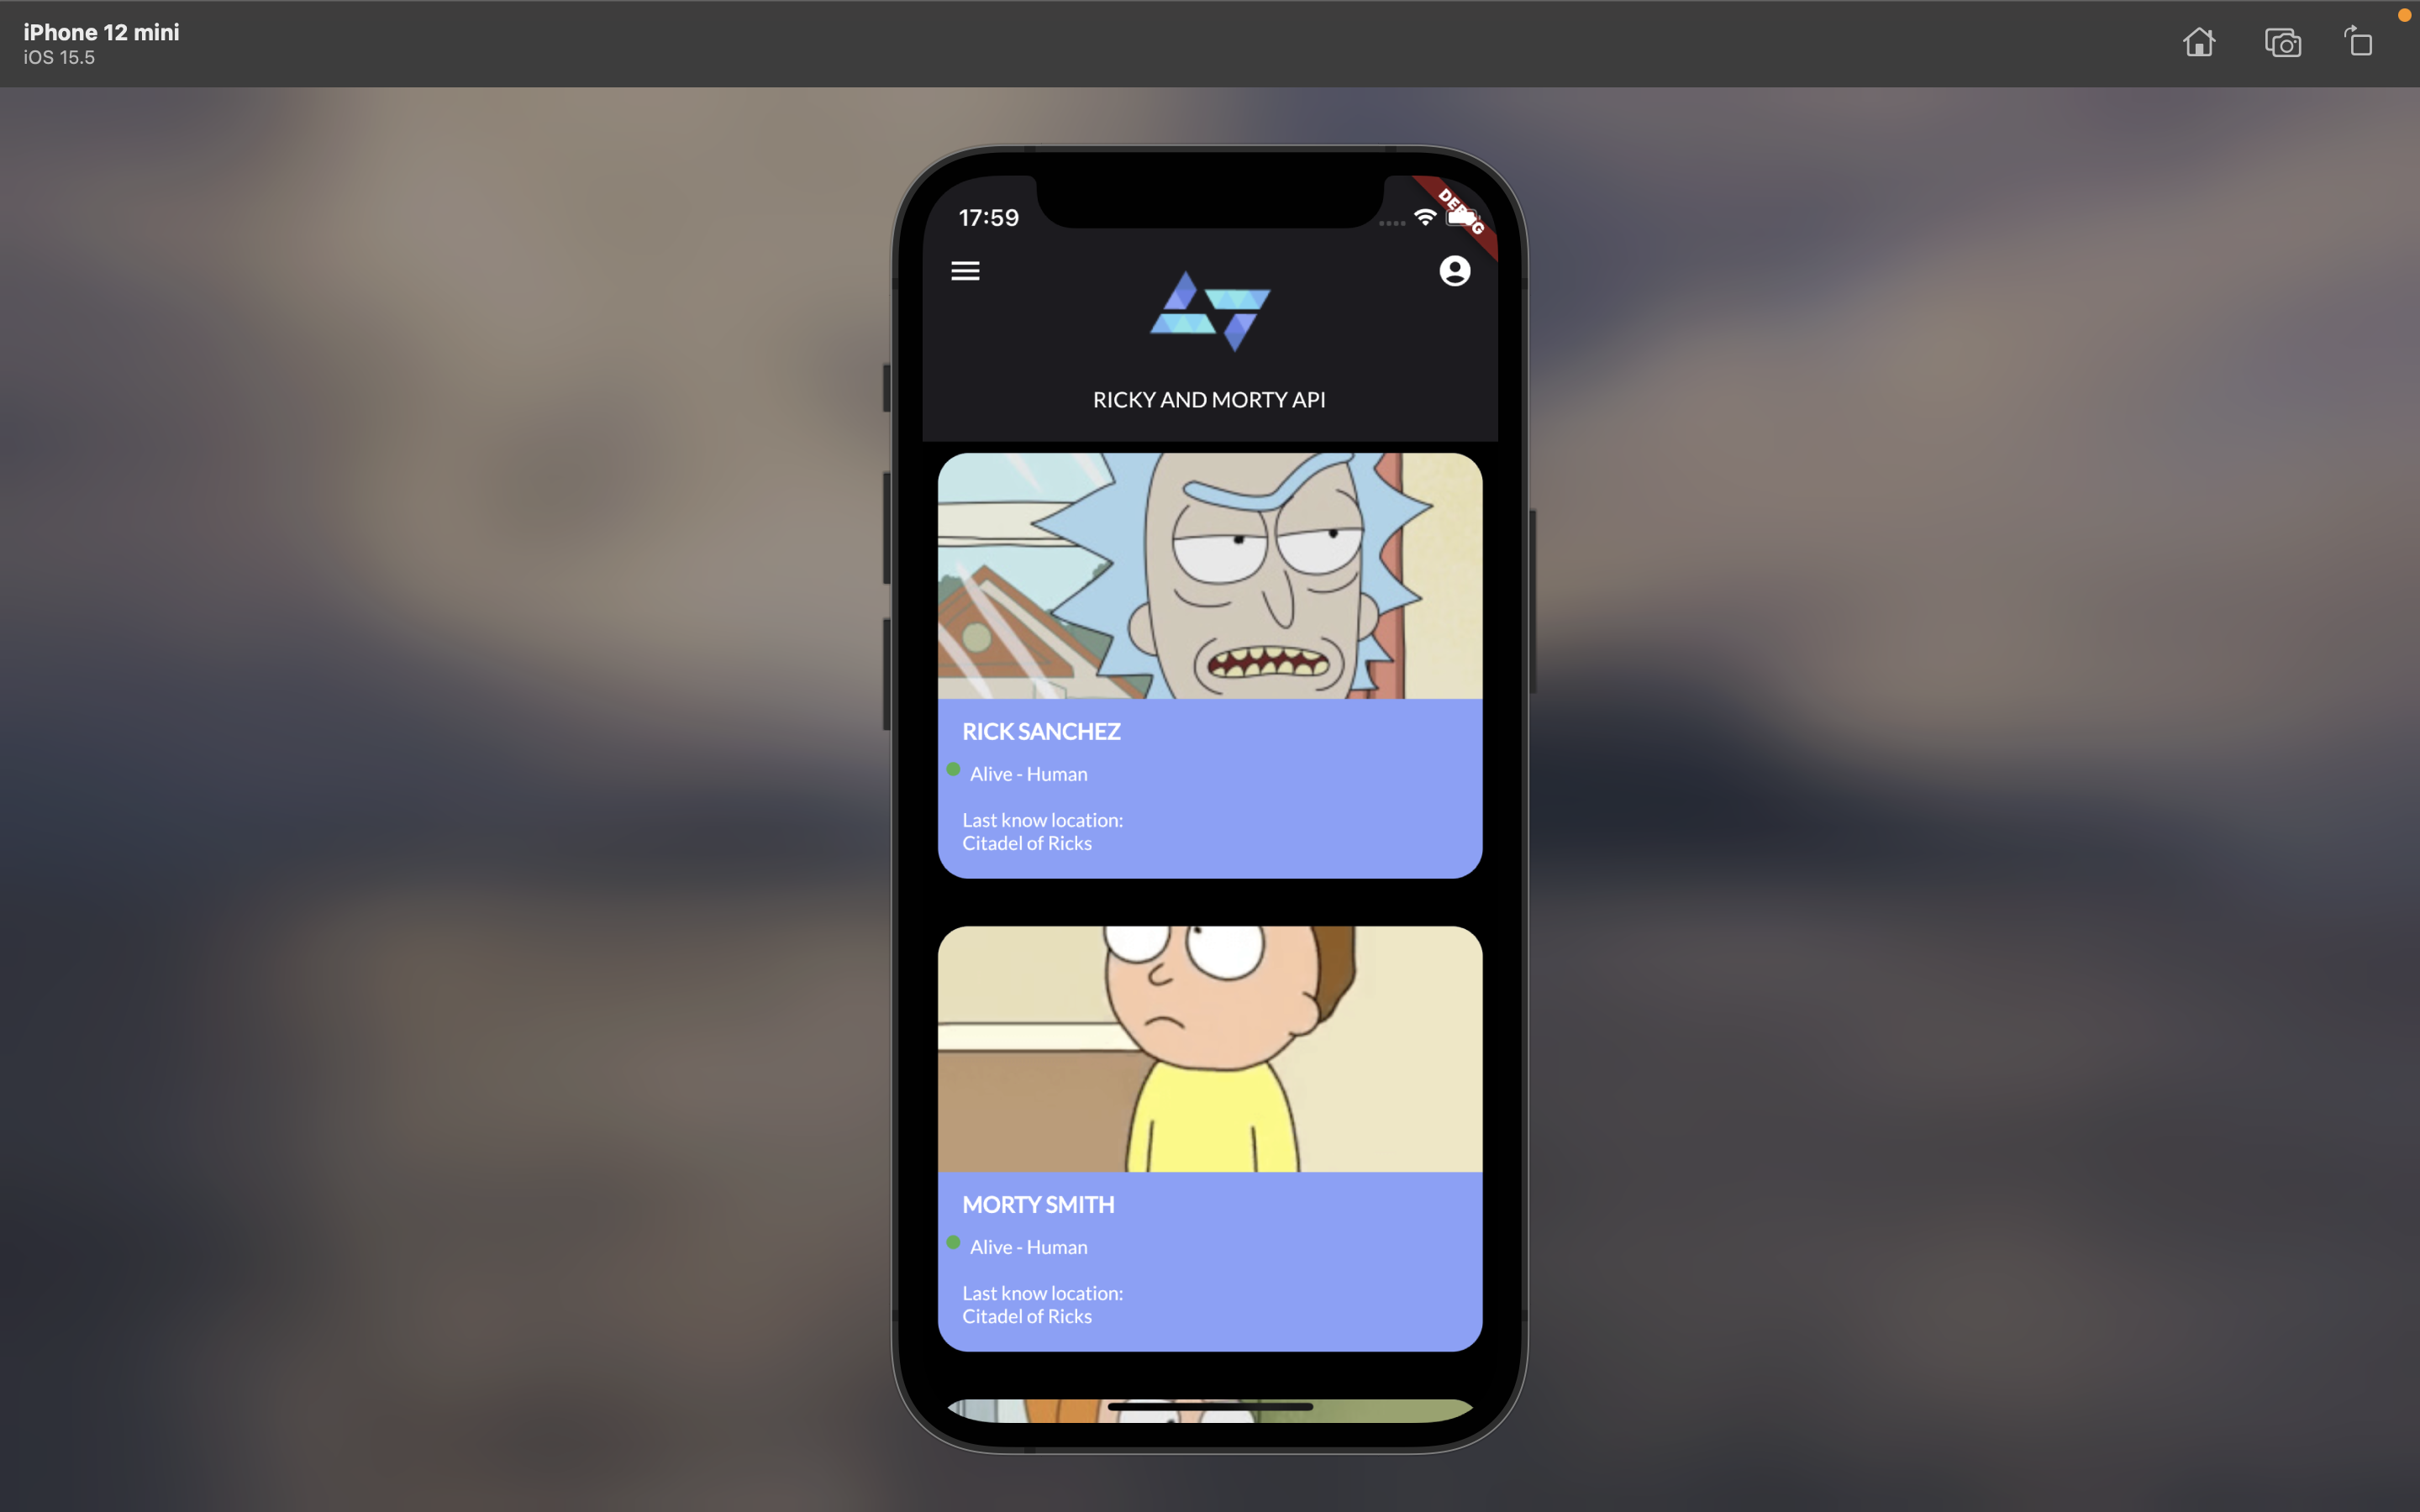 iPhone 12 mini
iOS 15.5
17:59
DEBUG
RICKY AND MORTY API
RICK SANCHEZ
Alive - Human
Last know location:
Citadel of Ricks
MORTY SMITH
Alive - Human
Last know location:
Citadel of Ricks